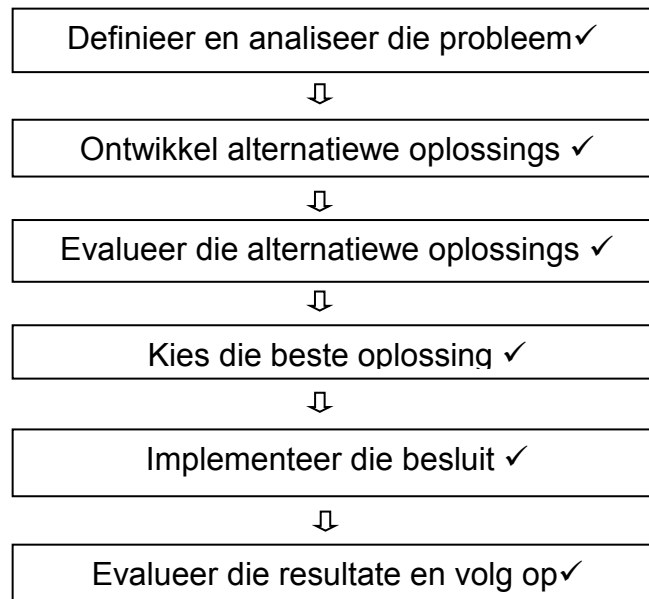 Definieer en analiseer die probleem✓
⇩
Ontwikkel alternatiewe oplossings ✓
⇩
Evalueer die alternatiewe oplossings ✓
⇩
Kies die beste oplossing ✓
⇩
Implementeer die besluit ✓
⇩
Evalueer die resultate en volg op✓